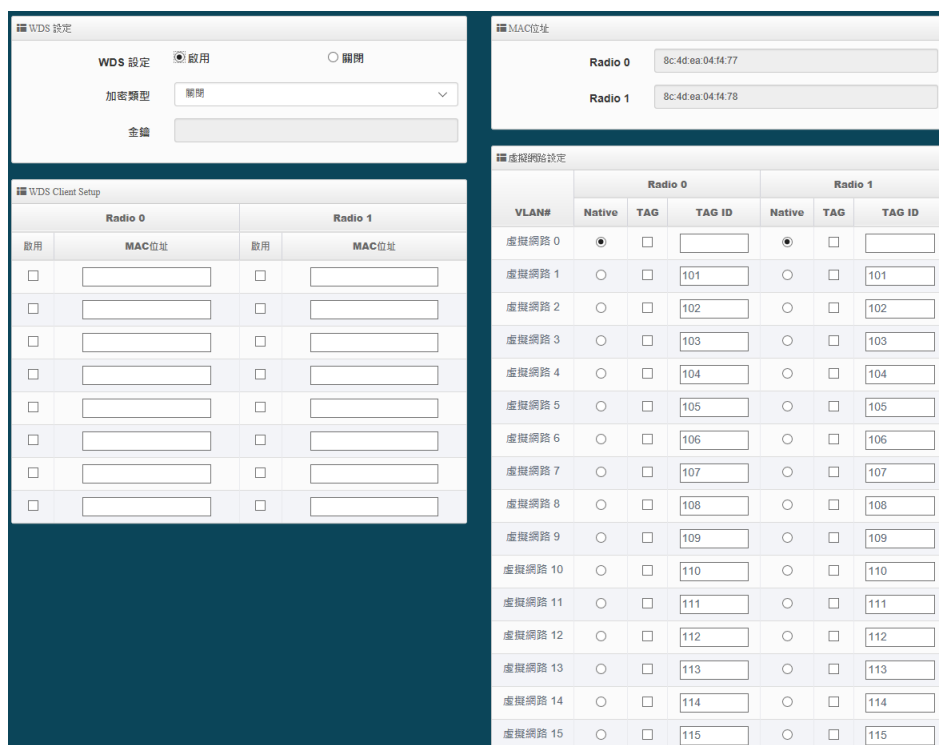 WDS 設定
WDS 設定 啟用 關閉
加密類型 關閉
金鑰
WDS Client Setup
Radio 0 Radio 1
啟用 MAC位址 啟用 MAC位址
MAC位址
Radio 0 8c:4d:ea:04:f4:77
Radio 1 8c:4d:ea:04:f4:78
虛擬網路設定
Radio 0 Radio 1
VLAN# Native TAG TAG ID Native TAG TAG ID
虛擬網路 0
虛擬網路 1 101 101
虛擬網路 2 102 102
虛擬網路 3 103 103
虛擬網路 4 104 104
虛擬網路 5 105 105
虛擬網路 6 106 106
虛擬網路 7 107 107
虛擬網路 8 108 108
虛擬網路 9 109 109
虛擬網路 10 110 110
虛擬網路 11 111 111
虛擬網路 12 112 112
虛擬網路 13 113 113
虛擬網路 14 114 114
虛擬網路 15 115 115